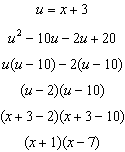 u = x + 3
u² − 10u − 2u + 20
u(u − 10) − 2(u − 10)
(u − 2)(u − 10)
(x + 3 − 2)(x + 3 − 10)
(x + 1)(x − 7)